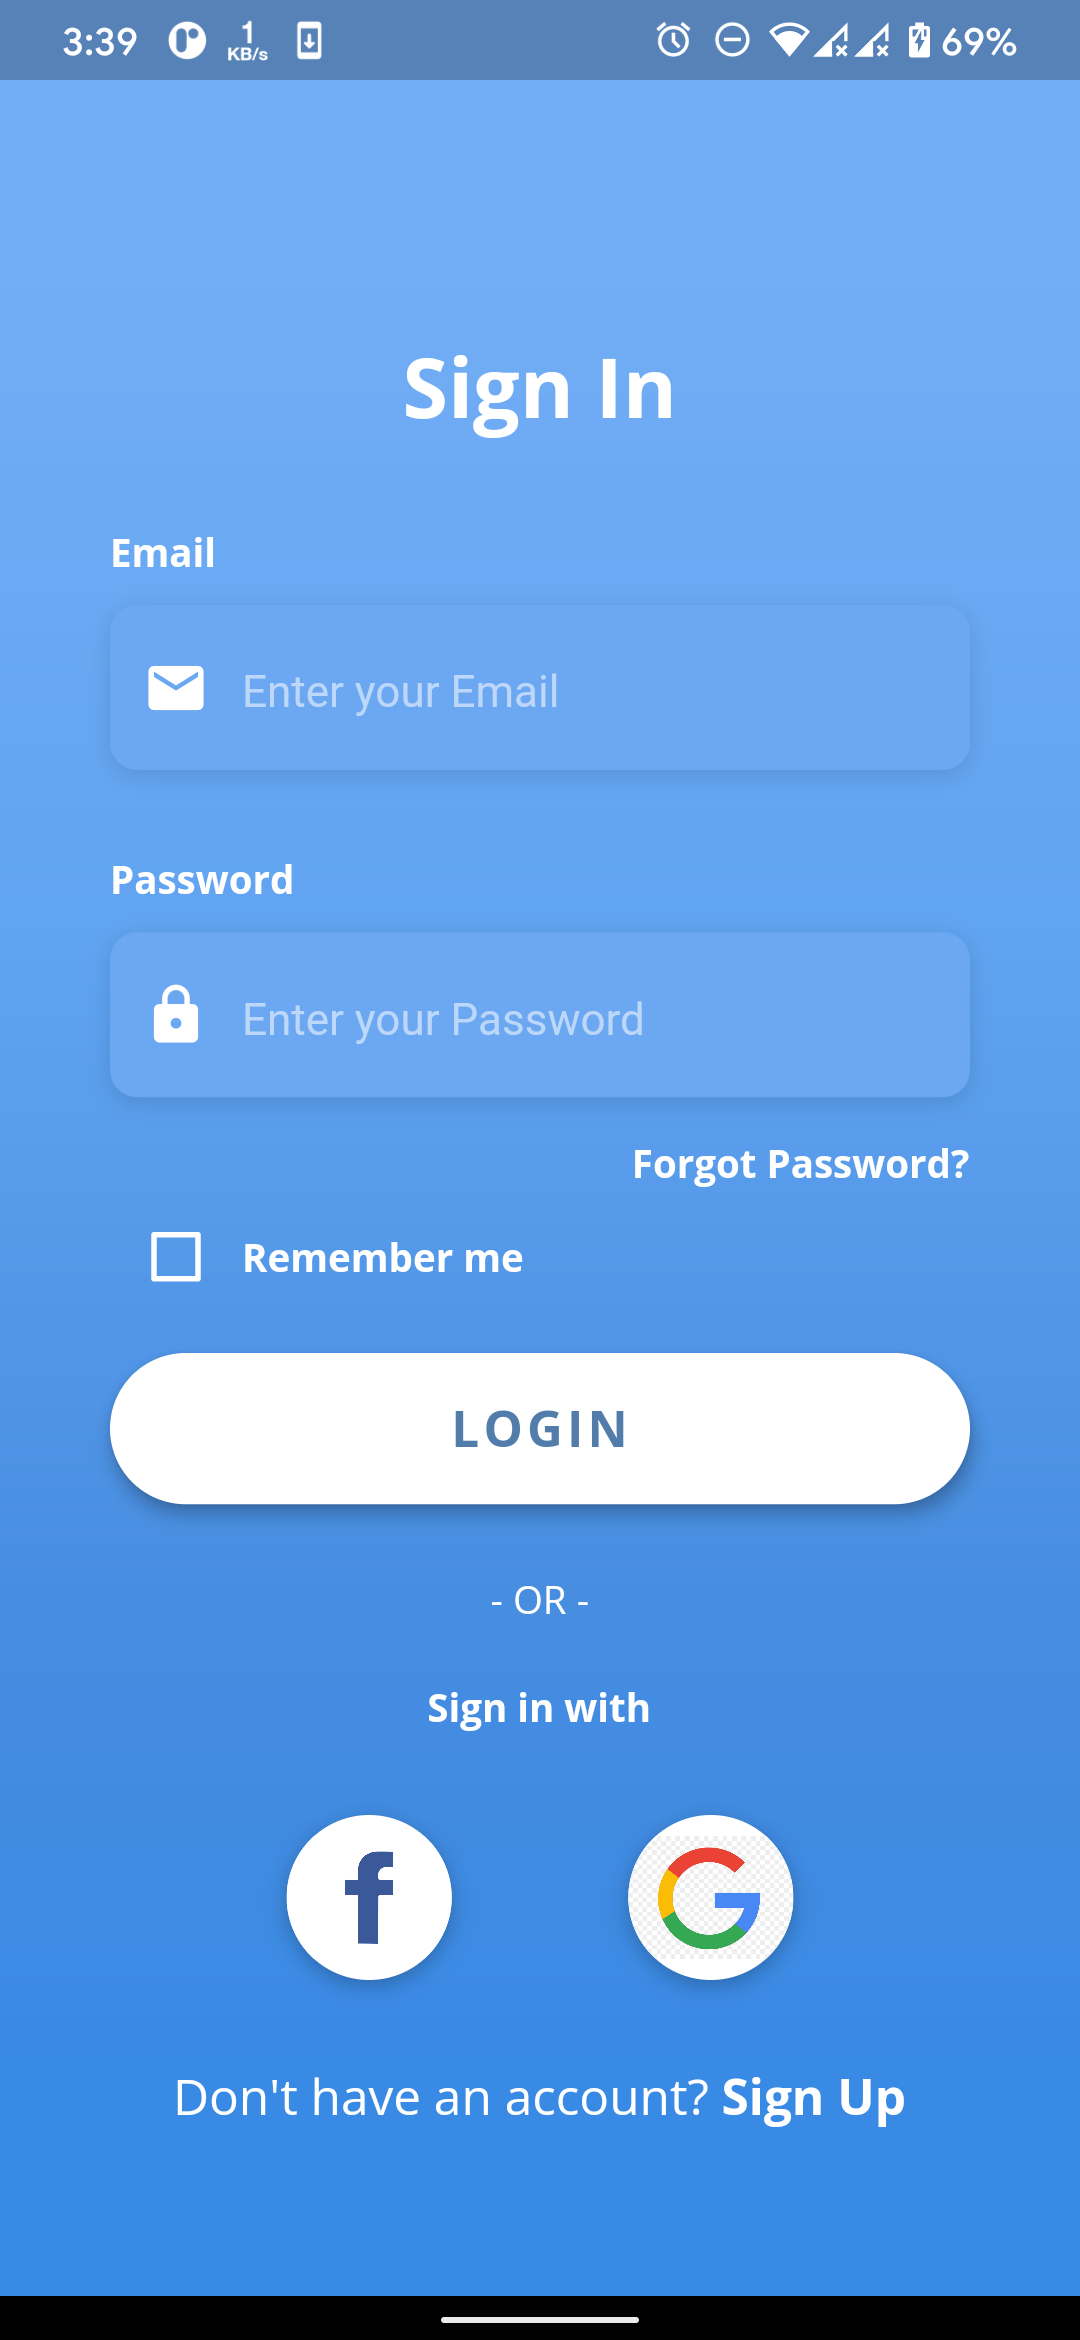 3:39 1 KB/s 69%
Sign In
Email
Enter your Email
Password
Enter your Password
Forgot Password?
Remember me
LOGIN
- OR -
Sign in with
f G
Don't have an account? Sign Up